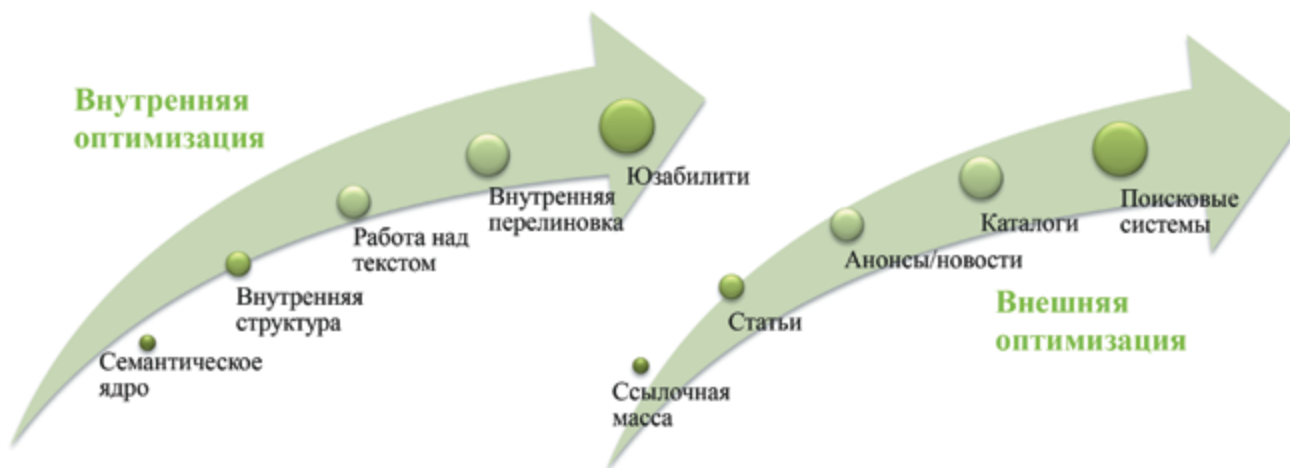 Внутренняя
оптимизация
Семантическое
ядро
Внутренняя
структура
Работа над
текстом
Внутренняя
перелиновка
Юзабилити
Ссылочная
масса
Статьи
Анонсы/новости
Каталоги
Поисковые
системы
Внешняя
оптимизация